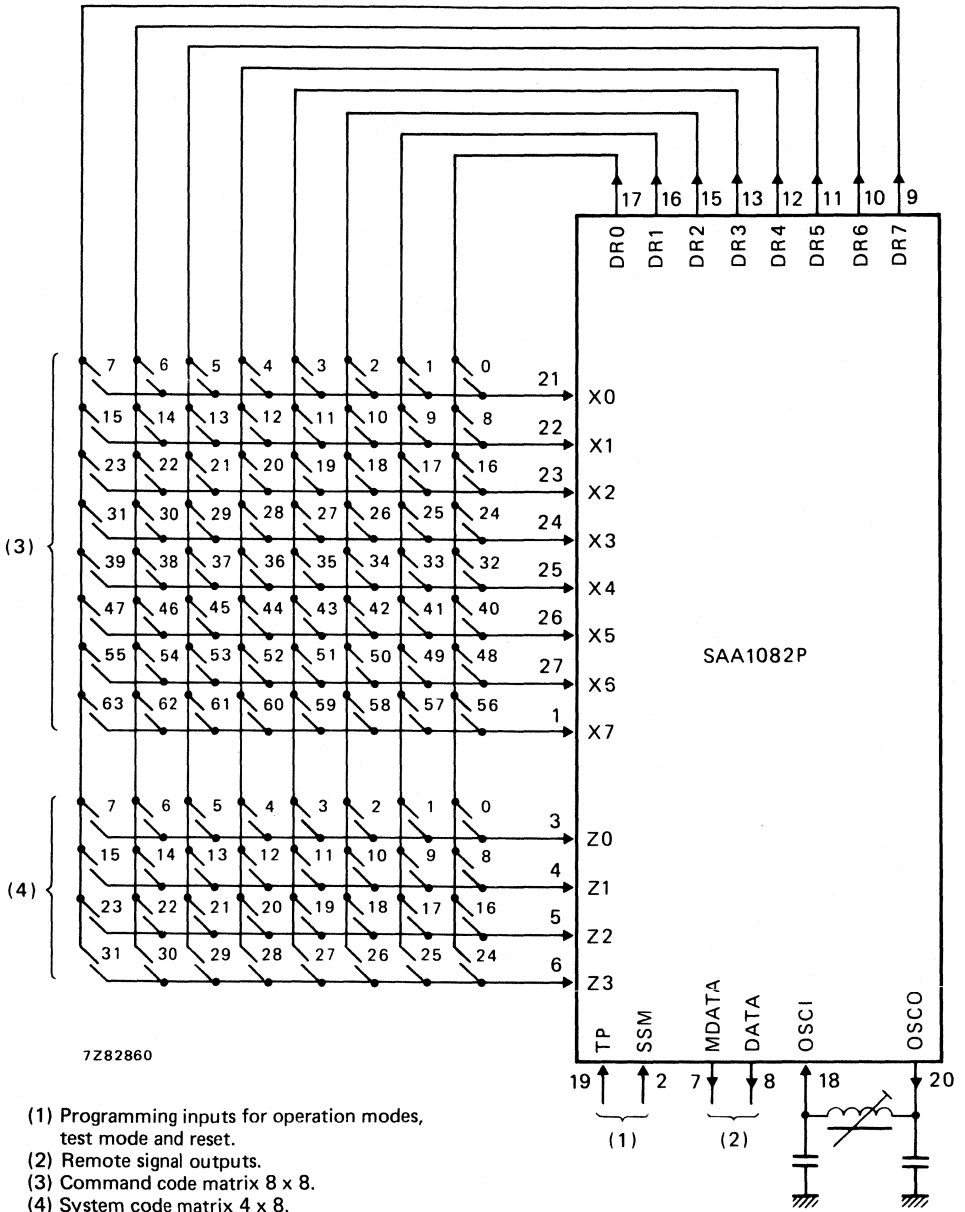 17 16 15 13 12 11 10 9
DR0 DR1 DR2 DR3 DR4 DR5 DR6 DR7
(3)
7 6 5 4 3 2 1 0 21 X0
15 14 13 12 11 10 9 8 22 X1
23 22 21 20 19 18 17 16 23 X2
31 30 29 28 27 26 25 24 24 X3
39 38 37 36 35 34 33 32 25 X4
47 46 45 44 43 42 41 40 26 X5
55 54 53 52 51 50 49 48 27 X6
63 62 61 60 59 58 57 56 1 X7
SAA1082P
(4)
7 6 5 4 3 2 1 0 3 Z0
15 14 13 12 11 10 9 8 4 Z1
23 22 21 20 19 18 17 16 5 Z2
31 30 29 28 27 26 25 24 6 Z3
TP SSM MDATA DATA OSCI OSCO
19 2 7 8 18 20
(1) (2)
7Z82860
(1) Programming inputs for operation modes,
test mode and reset.
(2) Remote signal outputs.
(3) Command code matrix 8 x 8.
(4) System code matrix 4 x 8.